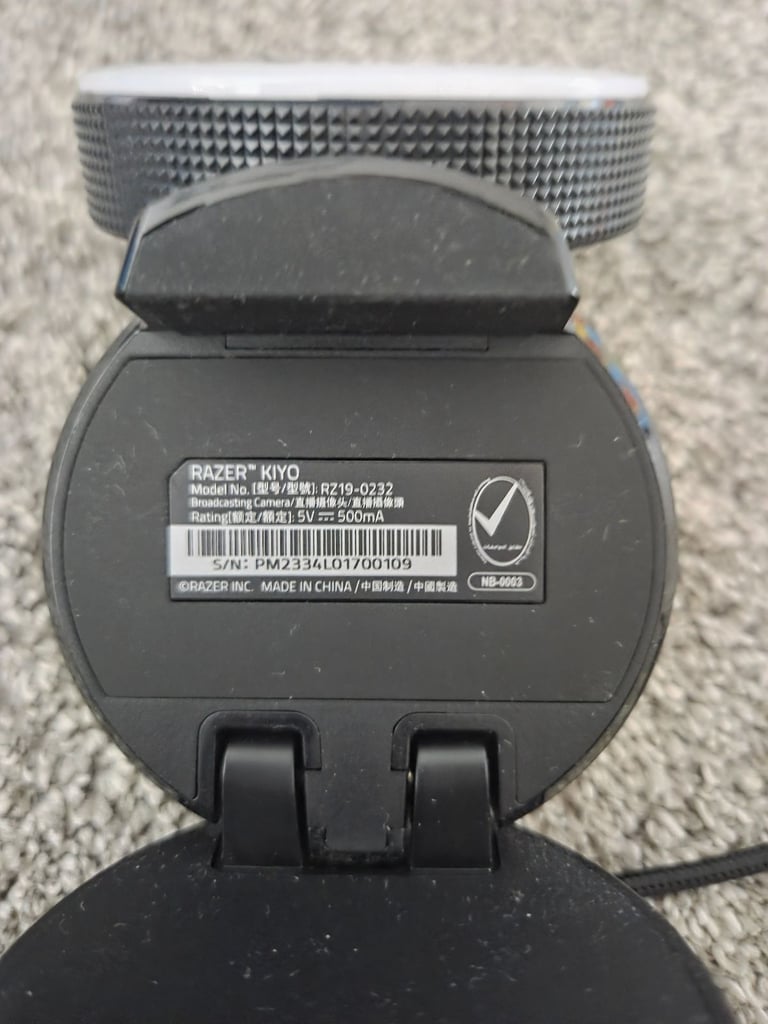 RAZER™ KIYO
Model No. [型号/型號]: RZ19-0232
Broadcasting Camera/直播摄像头/直播攝像頭
Rating[额定/額定]: 5V ⎓ 500mA
S/N: PM2334L01700109
©RAZER INC. MADE IN CHINA /中国制造 /中國製造
NB-0003